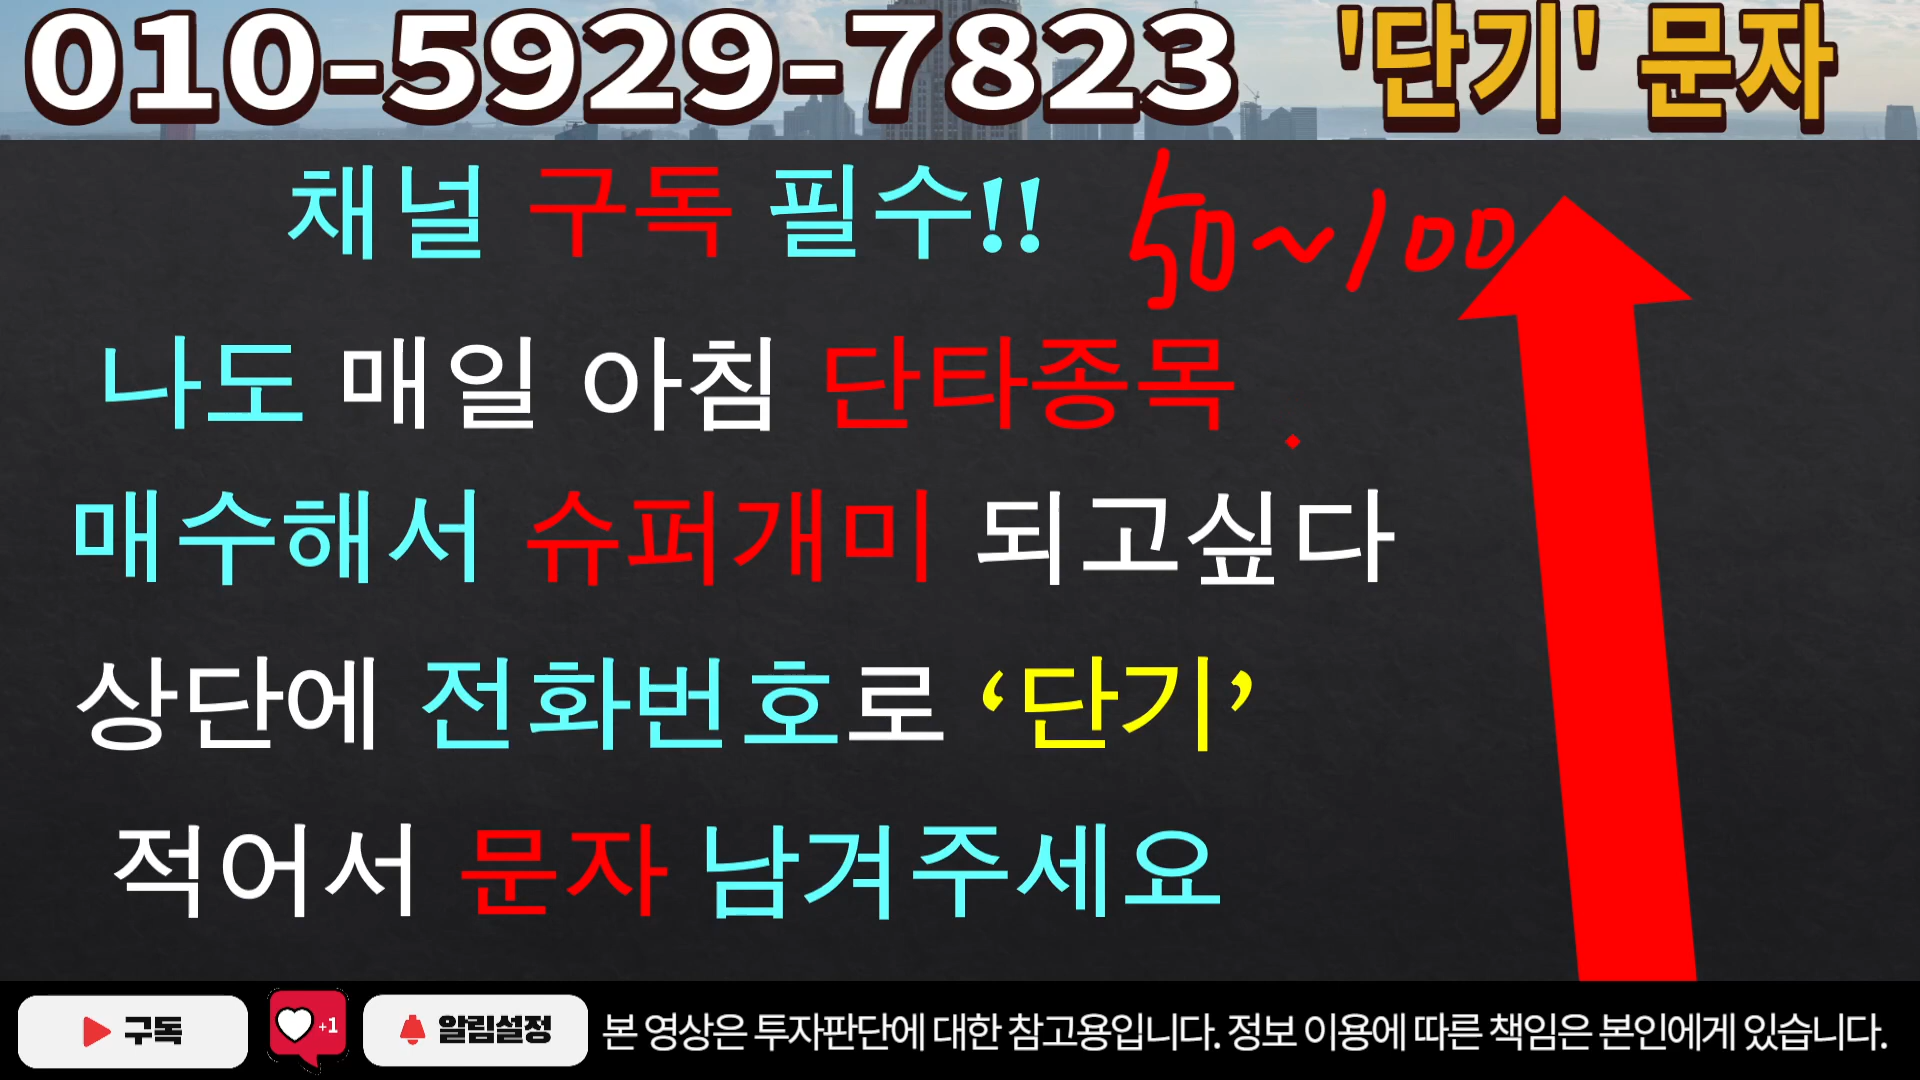 010-5929-7823 '단기' 문자
채널 구독 필수!! 50~100
나도 매일 아침 단타종목
매수해서 슈퍼개미 되고싶다
상단에 전화번호로 ‘단기’
적어서 문자 남겨주세요
구독 +1 알림설정 본 영상은 투자판단에 대한 참고용입니다. 정보 이용에 따른 책임은 본인에게 있습니다.